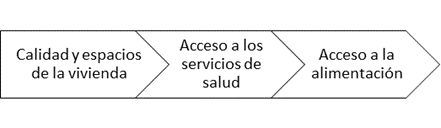 Calidad y espacios
de la vivienda
Acceso a los
servicios de
salud
Acceso a la
alimentación